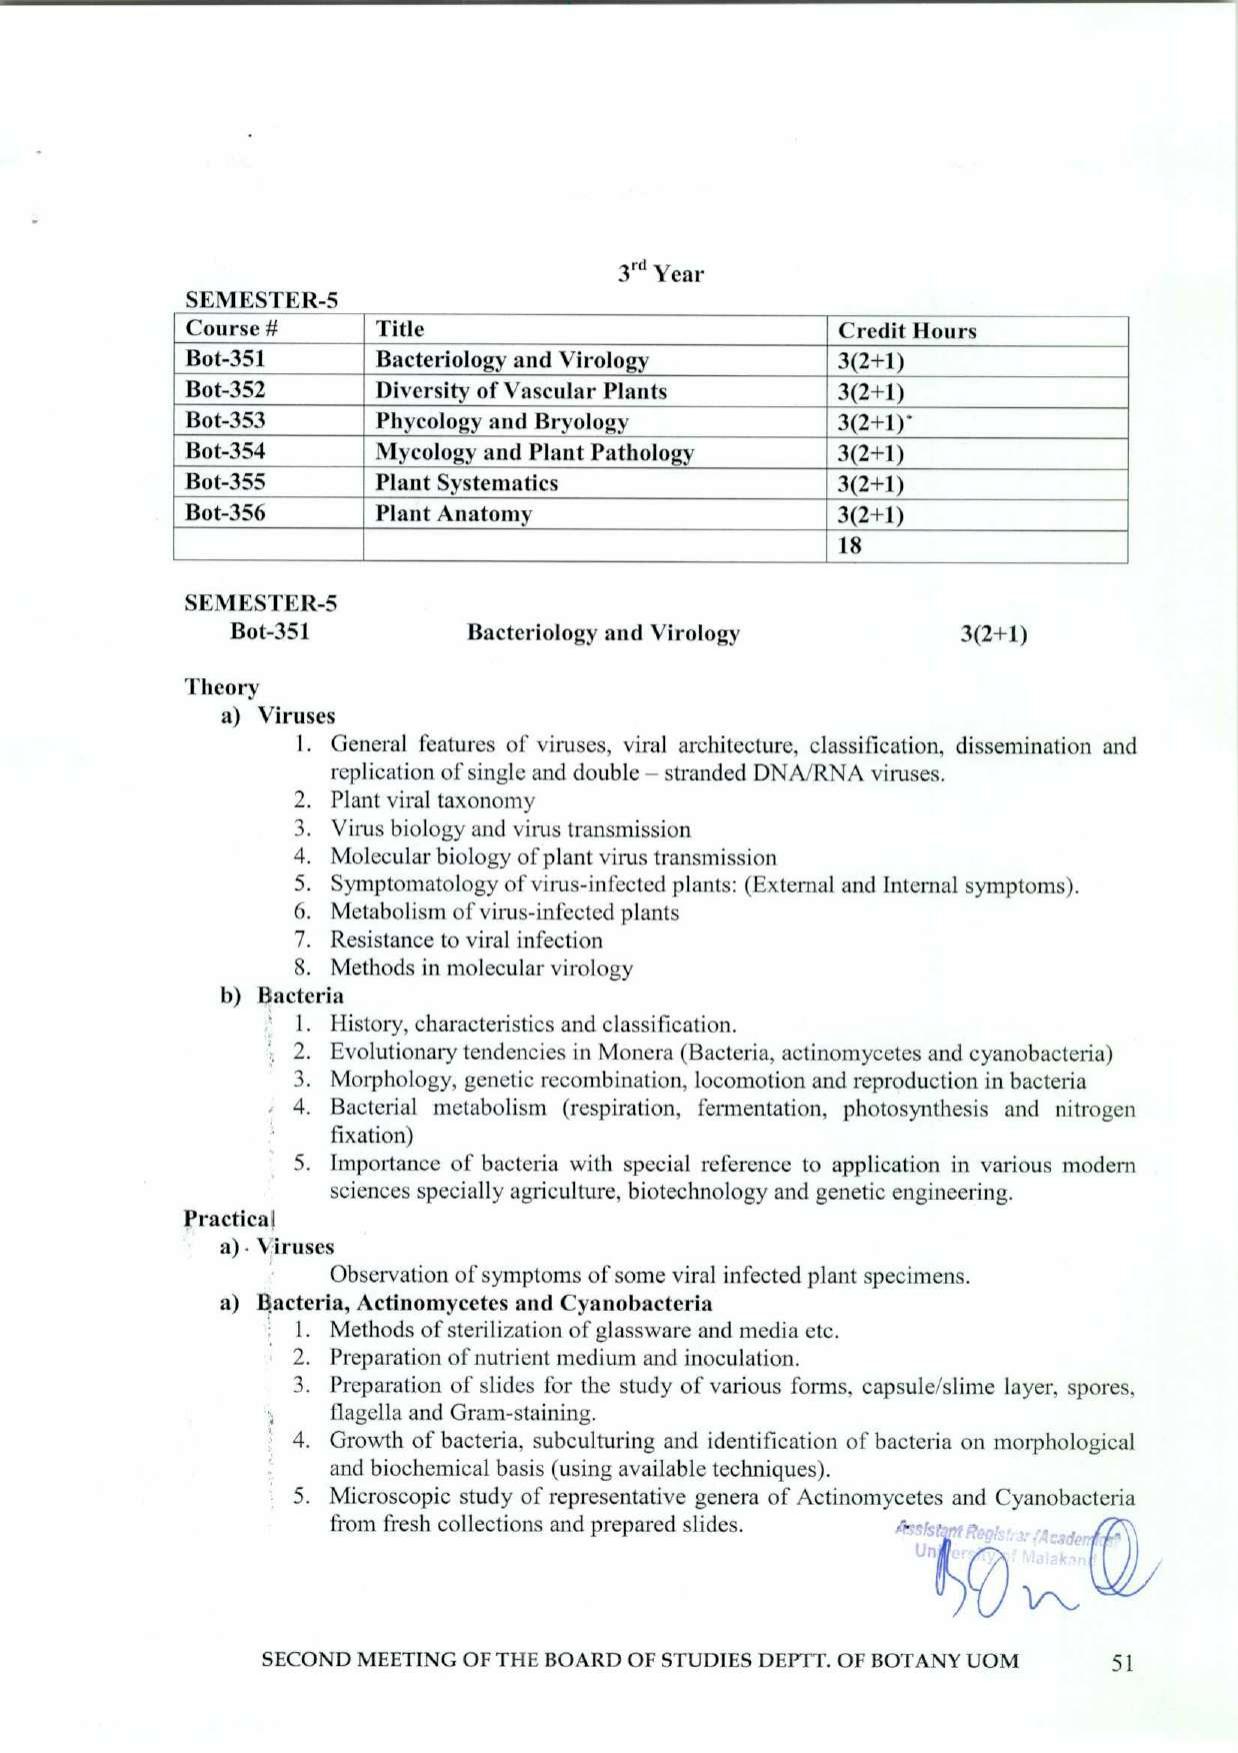 3rd Year
SEMESTER-5
Course # Title Credit Hours
Bot-351 Bacteriology and Virology 3(2+1)
Bot-352 Diversity of Vascular Plants 3(2+1)
Bot-353 Phycology and Bryology 3(2+1)
Bot-354 Mycology and Plant Pathology 3(2+1)
Bot-355 Plant Systematics 3(2+1)
Bot-356 Plant Anatomy 3(2+1)
18
SEMESTER-5
Bot-351 Bacteriology and Virology 3(2+1)
Theory
a) Viruses
1. General features of viruses, viral architecture, classification, dissemination and
replication of single and double – stranded DNA/RNA viruses.
2. Plant viral taxonomy
3. Virus biology and virus transmission
4. Molecular biology of plant virus transmission
5. Symptomatology of virus-infected plants: (External and Internal symptoms).
6. Metabolism of virus-infected plants
7. Resistance to viral infection
8. Methods in molecular virology
b) Bacteria
1. History, characteristics and classification.
2. Evolutionary tendencies in Monera (Bacteria, actinomycetes and cyanobacteria)
3. Morphology, genetic recombination, locomotion and reproduction in bacteria
4. Bacterial metabolism (respiration, fermentation, photosynthesis and nitrogen
fixation)
5. Importance of bacteria with special reference to application in various modern
sciences specially agriculture, biotechnology and genetic engineering.
Practical
a) Viruses
Observation of symptoms of some viral infected plant specimens.
a) Bacteria, Actinomycetes and Cyanobacteria
1. Methods of sterilization of glassware and media etc.
2. Preparation of nutrient medium and inoculation.
3. Preparation of slides for the study of various forms, capsule/slime layer, spores,
flagella and Gram-staining.
4. Growth of bacteria, subculturing and identification of bacteria on morphological
and biochemical basis (using available techniques).
5. Microscopic study of representative genera of Actinomycetes and Cyanobacteria
from fresh collections and prepared slides.
Assistant Registrar (Academics)
University of Malakand
SECOND MEETING OF THE BOARD OF STUDIES DEPTT. OF BOTANY UOM 51